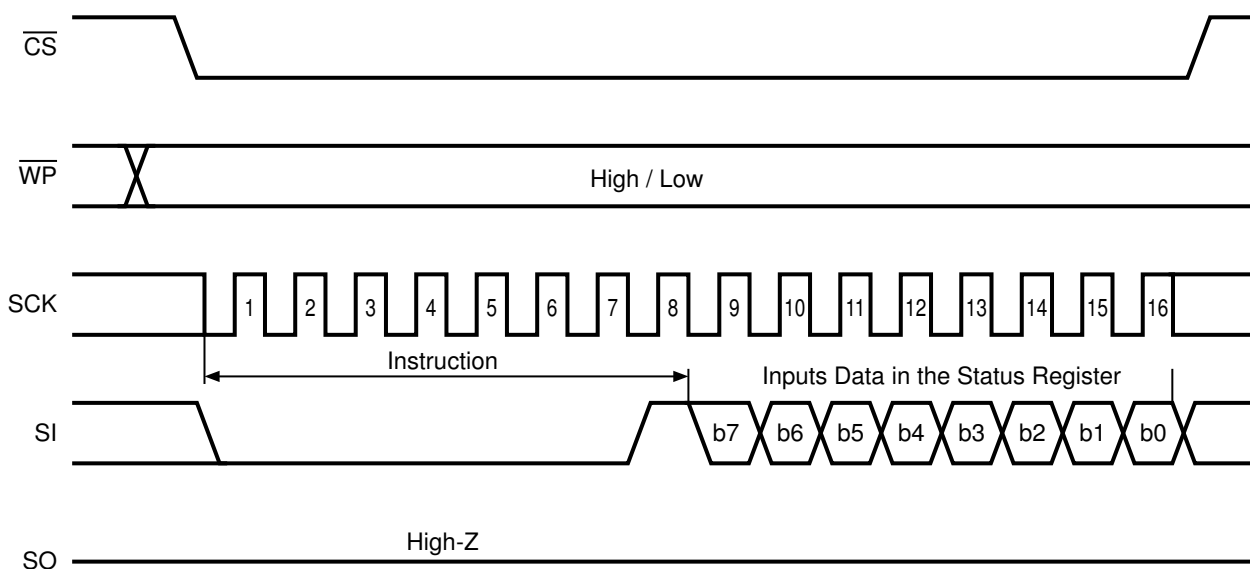 CS
WP
High / Low
SCK
1 2 3 4 5 6 7 8 9 10 11 12 13 14 15 16
Instruction
Inputs Data in the Status Register
SI
b7 b6 b5 b4 b3 b2 b1 b0
High-Z
SO